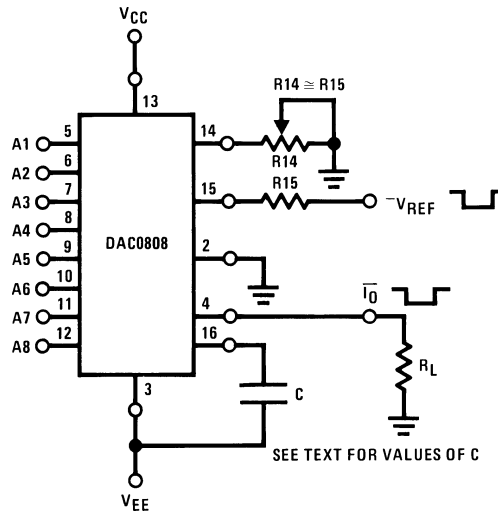 VCC
13
R14 ≅ R15
A1 5
14
R14
A2 6
A3 7
15
R15
–VREF
A4 8
DAC0808
A5 9
2
A6 10
A7 11
4
I0
A8 12
16
RL
3
C
SEE TEXT FOR VALUES OF C
VEE